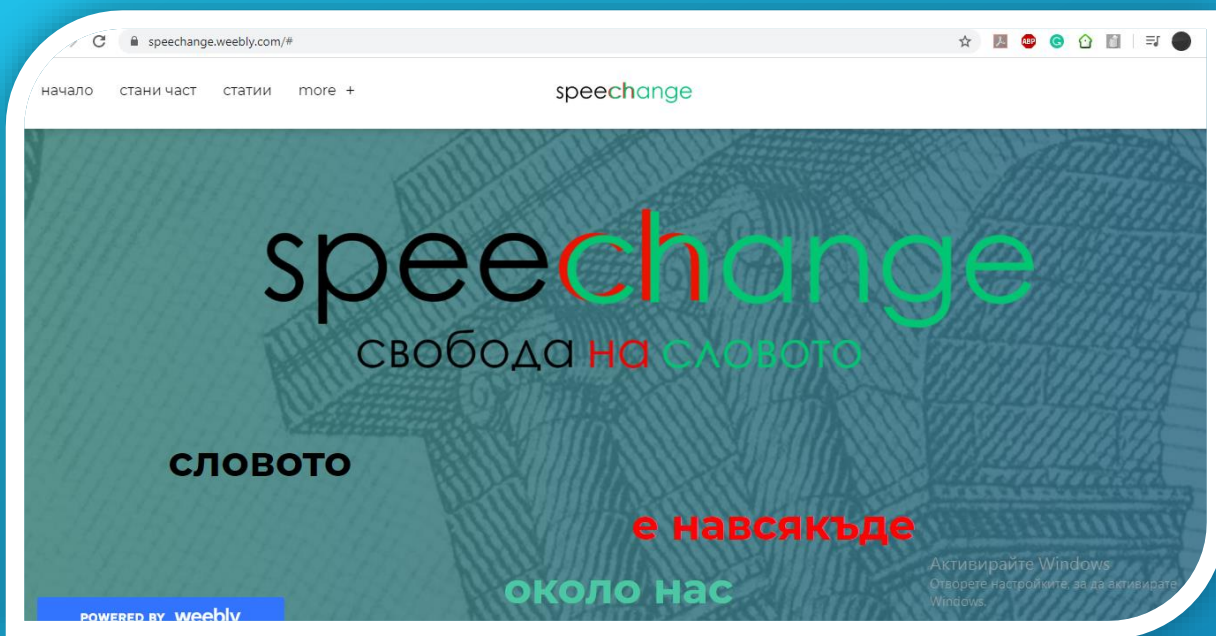 speechange.weebly.com/#
ABP
G
начало стани част статии more +
speechange
speechange
свобода на словото
словото
е навсякъде
около нас
Активирайте Windows
Отворете настройките, за да активирате
Windows.
POWERED BY weebly